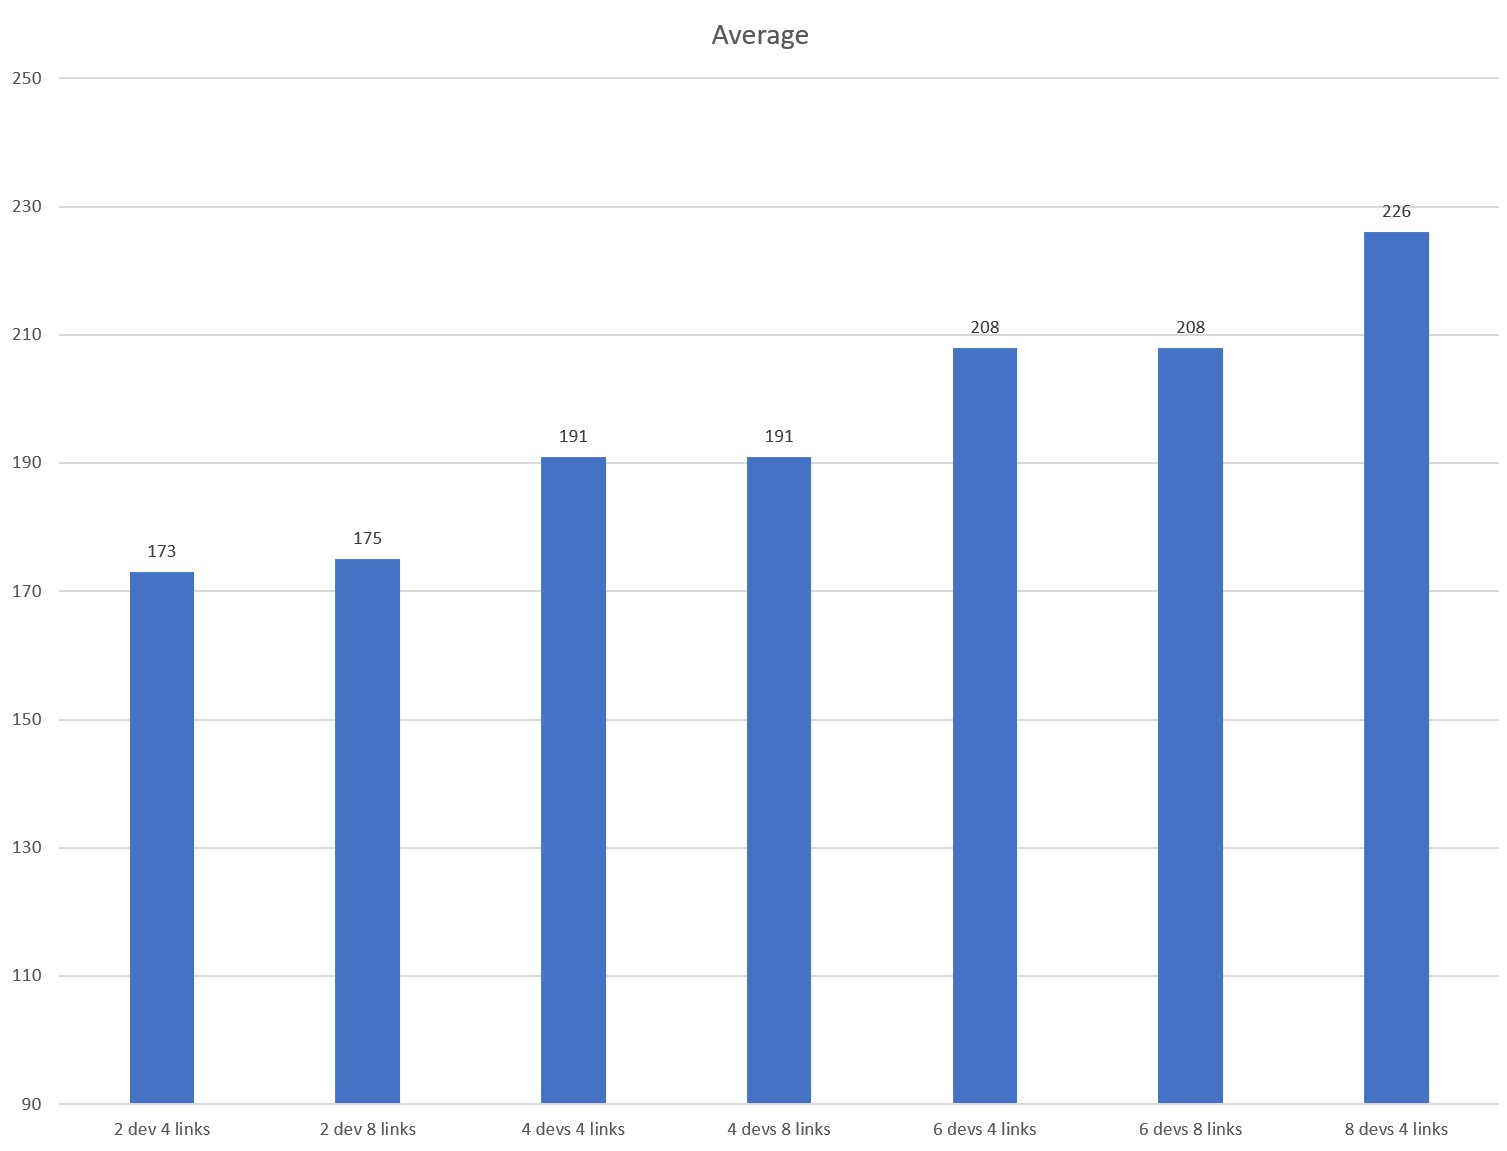 Average
250
230
226
210
208
208
190
191
191
173
175
170
150
130
110
90
2 dev 4 links
2 dev 8 links
4 devs 4 links
4 devs 8 links
6 devs 4 links
6 devs 8 links
8 devs 4 links